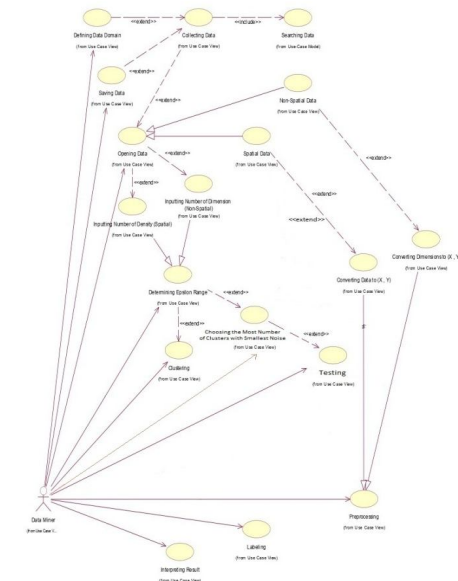 <<extend>>
<<include>>
Defining Data Domain
(from Use Case View)
Collecting Data
(from Use Case View)
Searching Data
(from Use-Case Model)
<<extend>>
Saving Data
(from Use Case View)
<<extend>>
Non-Spatial Data
(from Use Case View)
Opening Data
(from Use Case View)
<<extend>>
Spatial Data
(from Use Case View)
<<extend>>
<<extend>>
Inputting Number of Dimension
(Non-Spatial)
(from Use Case View)
<<extend>>
Inputting Number of Density (Spatial)
(from Use Case View)
<<extend>>
Converting Dimensions to (X , Y)
(from Use Case View)
Converting Data to (X , Y)
(from Use Case View)
Determining Epsilon Range
(from Use Case View)
<<extend>>
<<extend>>
Choosing the Most Number
of Clusters with Smallest Noise
(from Use Case View)
<<extend>>
Clustering
(from Use Case View)
Testing
(from Use Case View)
Data Miner
(from Use Case V...
Preprocessing
(from Use Case View)
Labeling
(from Use Case View)
Interpreting Result
(from Use Case View)